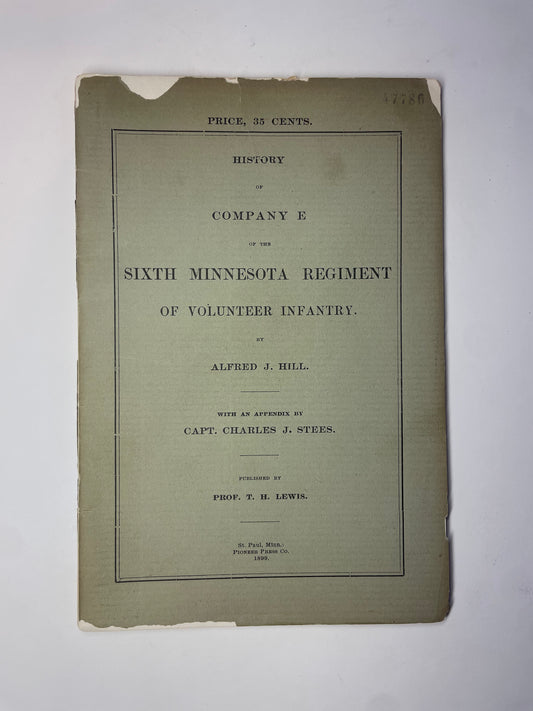 47786
PRICE, 35 CENTS.
HISTORY
OF
COMPANY E
OF THE
SIXTH MINNESOTA REGIMENT
OF VOLUNTEER INFANTRY.
BY
ALFRED J. HILL.
WITH AN APPENDIX BY
CAPT. CHARLES J. STEES.
PUBLISHED BY
PROF. T. H. LEWIS.
St. Paul, Minn.:
Pioneer Press Co.
1899.